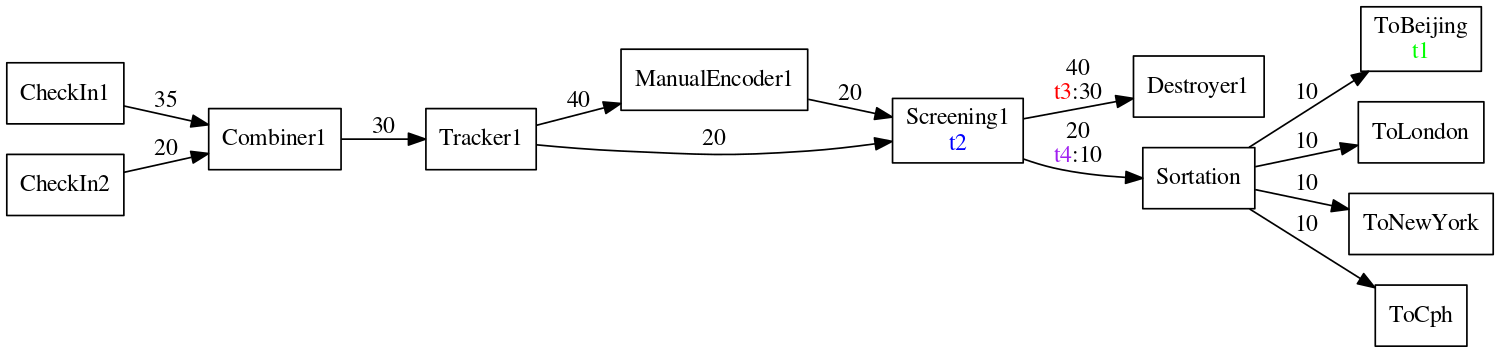 CheckIn1
35
CheckIn2
20
Combiner1
30
Tracker1
40
20
ManualEncoder1
20
Screening1
t2
40
t3:30
20
t4:10
Destroyer1
Sortation
10
10
10
10
ToBeijing
t1
ToLondon
ToNewYork
ToCph